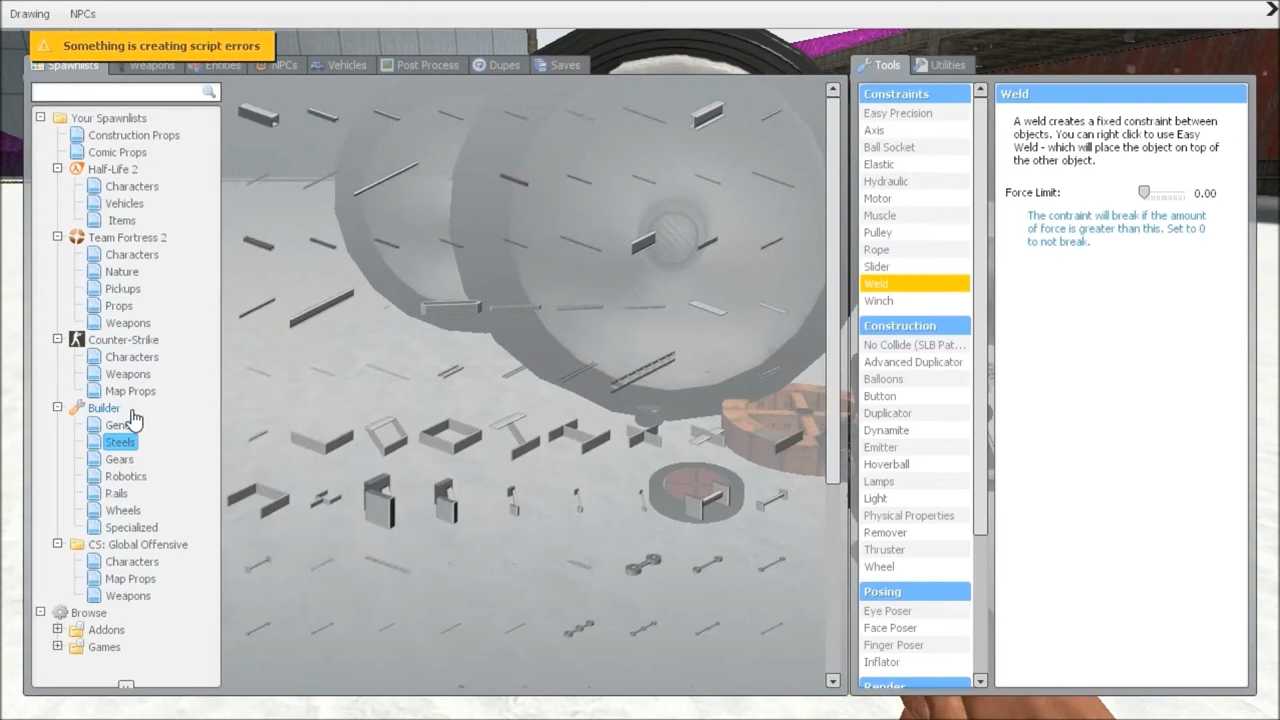 Drawing NPCs
Something is creating script errors
Spawnlists Weapons Entities NPCs Vehicles Post Process Dupes Saves
Your Spawnlists
Construction Props
Comic Props
Half-Life 2
Characters
Vehicles
Items
Team Fortress 2
Characters
Nature
Pickups
Props
Weapons
Counter-Strike
Characters
Weapons
Map Props
Builder
Steels
Gears
Robotics
Rails
Wheels
Specialized
CS: Global Offensive
Characters
Map Props
Weapons
Browse
Addons
Games
Tools Utilities
Constraints
Easy Precision
Axis
Ball Socket
Elastic
Hydraulic
Motor
Muscle
Pulley
Rope
Slider
Weld
Winch
Construction
No Collide (SLB Pat...
Advanced Duplicator
Balloons
Button
Duplicator
Dynamite
Emitter
Hoverball
Lamps
Light
Physical Properties
Remover
Thruster
Wheel
Posing
Eye Poser
Face Poser
Finger Poser
Inflator
Render
Weld
A weld creates a fixed constraint between
objects. You can right click to use Easy
Weld - which will place the object on top of
the other object.
Force Limit: 0.00
The contraint will break if the amount
of force is greater than this. Set to 0
to not break.